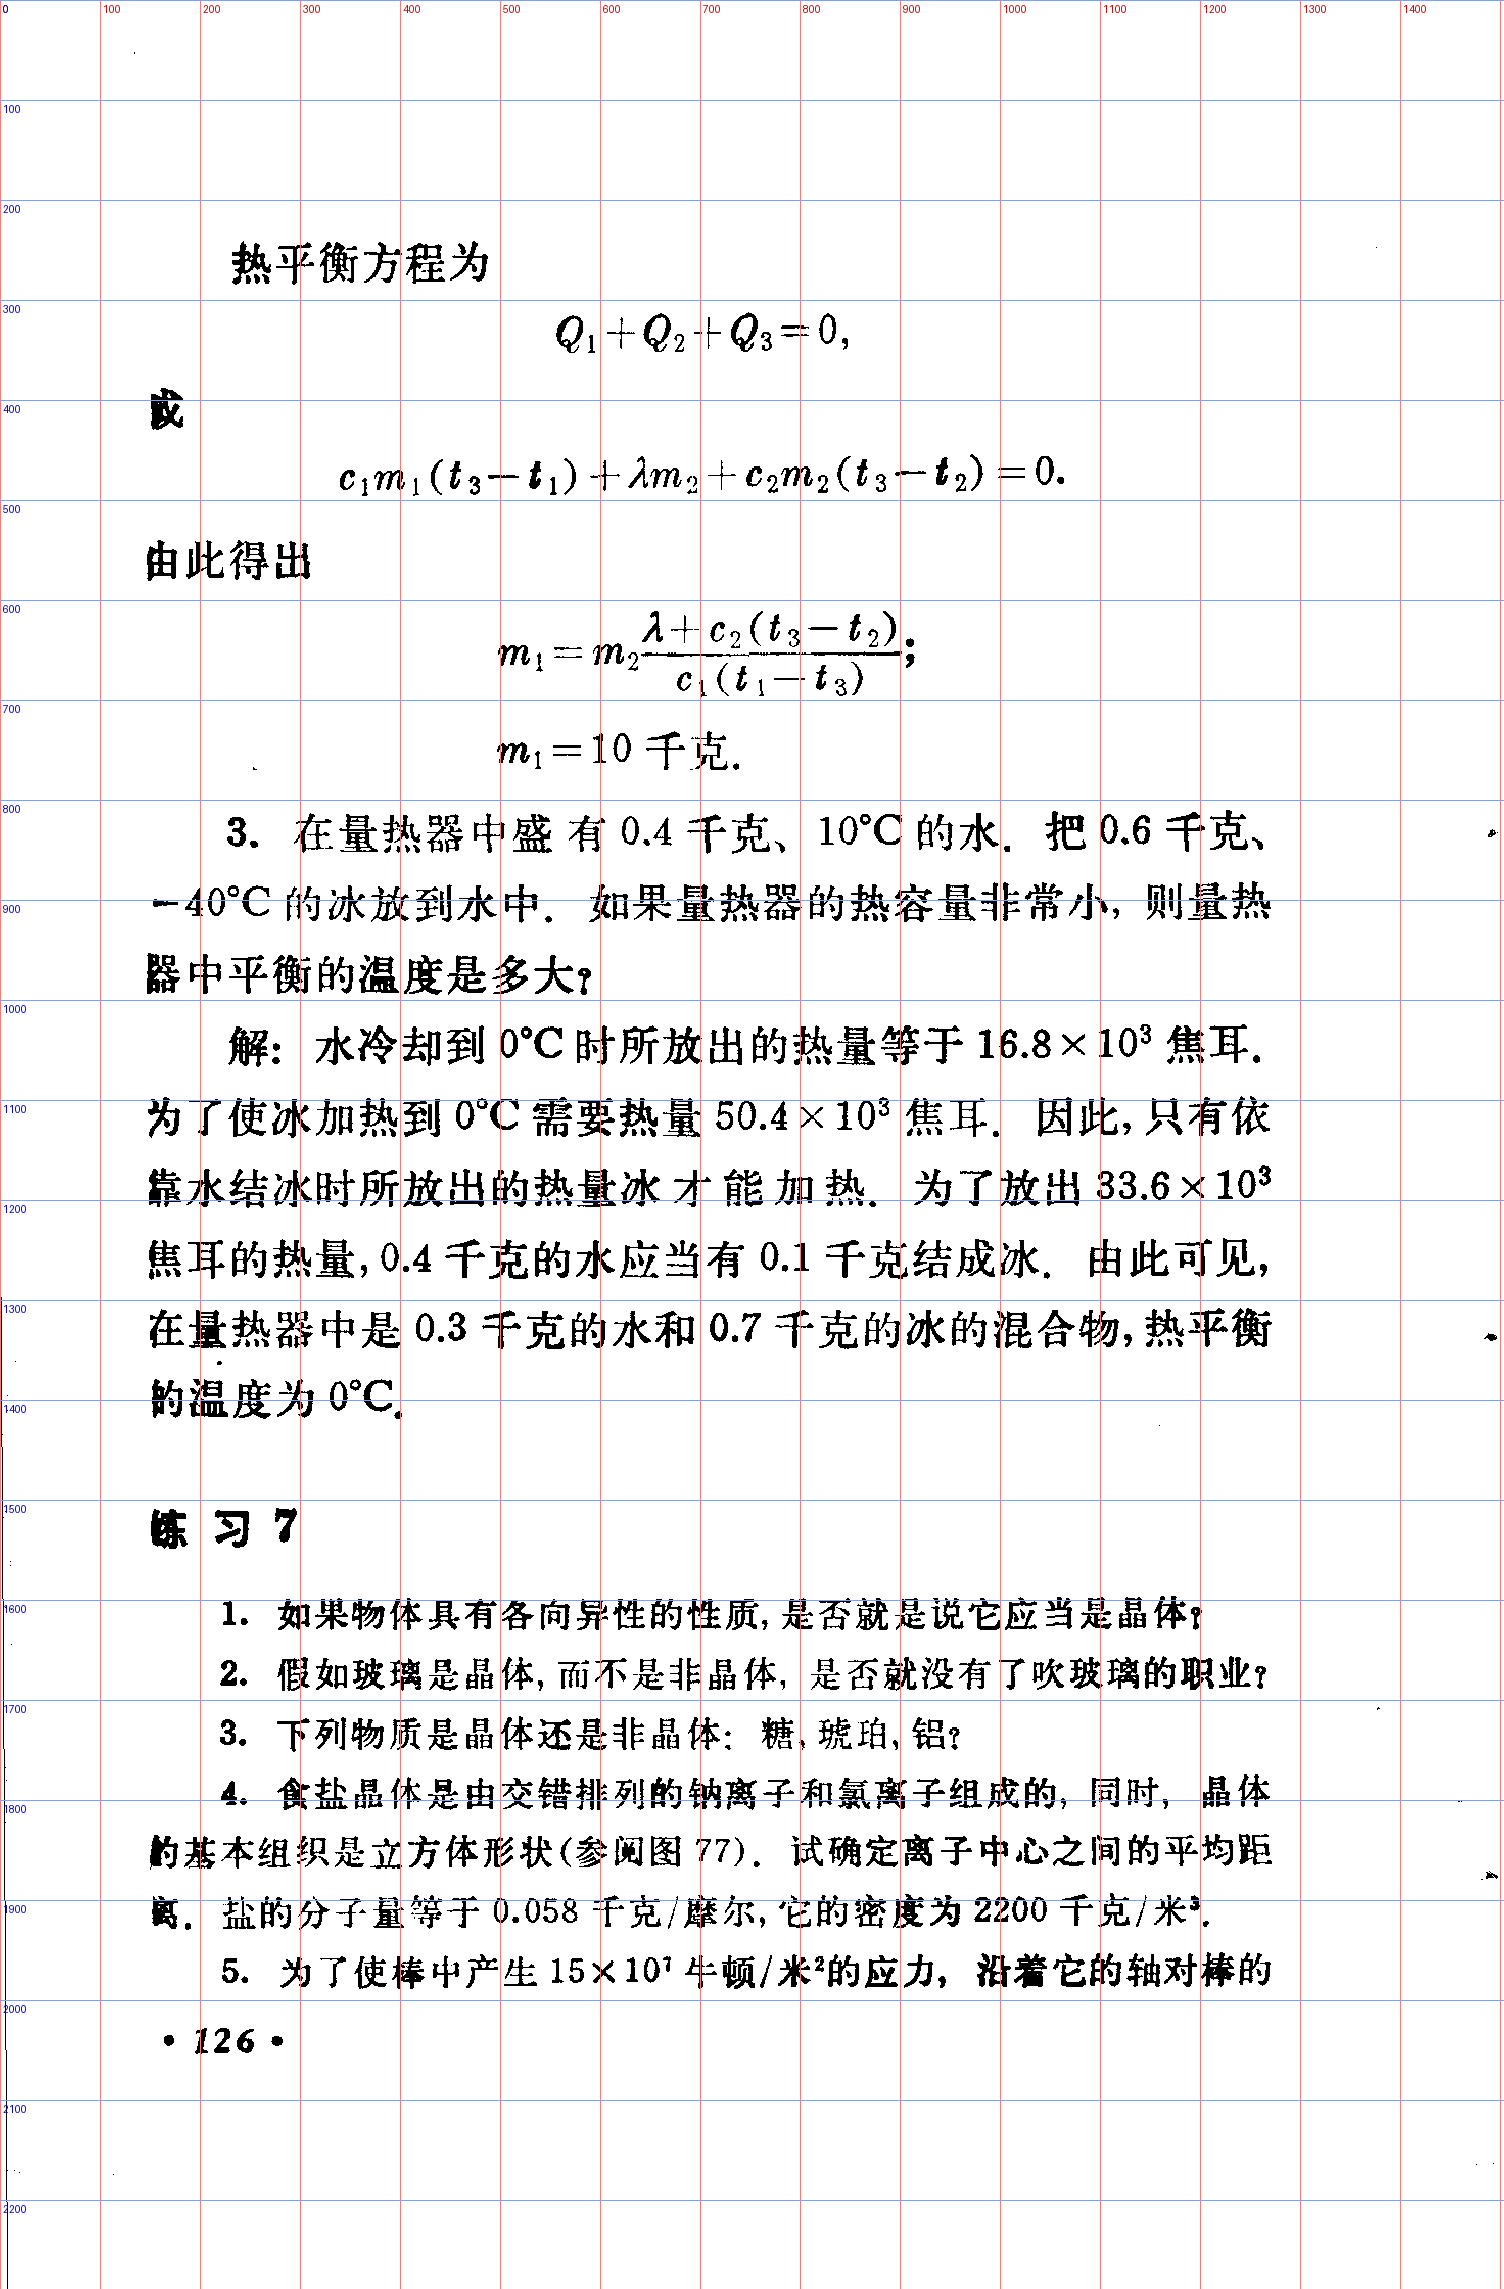 热平衡方程为
Q₁+Q₂+Q₃=0,
或
c₁m₁(t₃−t₁)+λm₂+c₂m₂(t₃−t₂)=0.
由此得出
m₁=m₂ (λ+c₂(t₃−t₂))/(c₁(t₁−t₃));
m₁=10 千克.
3. 在量热器中盛有 0.4 千克、10°C 的水. 把 0.6 千克、
−40°C 的冰放到水中. 如果量热器的热容量非常小, 则量热
器中平衡的温度是多大?
解: 水冷却到 0°C 时所放出的热量等于 16.8×10³ 焦耳.
为了使冰加热到 0°C 需要热量 50.4×10³ 焦耳. 因此, 只有依
靠水结冰时所放出的热量冰才能加热. 为了放出 33.6×10³
焦耳的热量, 0.4 千克的水应当有 0.1 千克结成冰. 由此可见,
在量热器中是 0.3 千克的水和 0.7 千克的冰的混合物, 热平衡
的温度为 0°C.
练习 7
1. 如果物体具有各向异性的性质, 是否就是说它应当是晶体?
2. 假如玻璃是晶体, 而不是非晶体, 是否就没有了吹玻璃的职业?
3. 下列物质是晶体还是非晶体: 糖, 琥珀, 铝?
4. 食盐晶体是由交错排列的钠离子和氯离子组成的, 同时, 晶体
的基本组织是立方体形状(参阅图 77). 试确定离子中心之间的平均距
离. 盐的分子量等于 0.058 千克/摩尔, 它的密度为 2200 千克/米³.
5. 为了使棒中产生 15×10⁷ 牛顿/米²的应力, 沿着它的轴对棒的
• 126 •